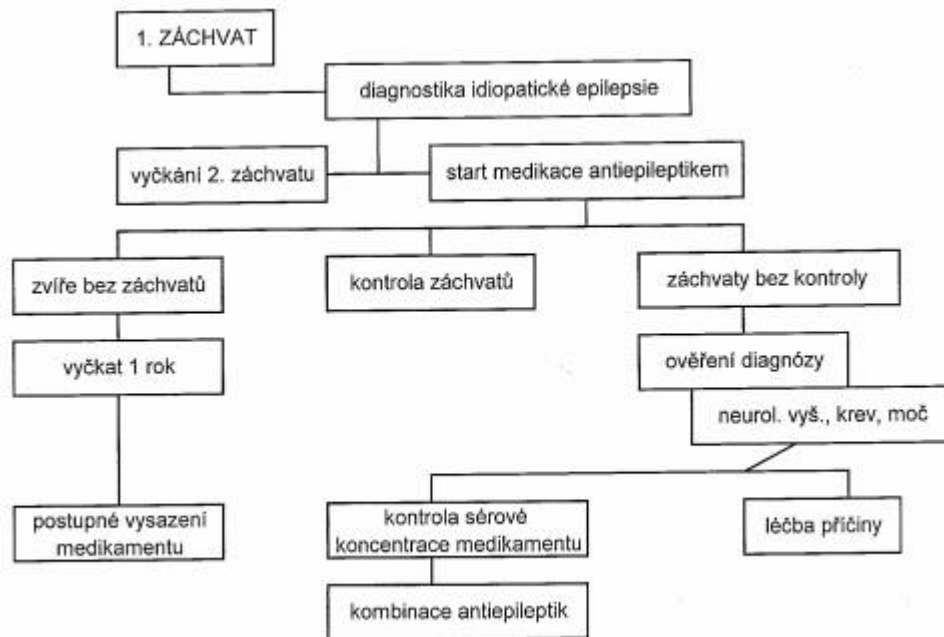 1. ZÁCHVAT
diagnostika idiopatické epilepsie
vyčkání 2. záchvatu
start medikace antiepileptikem
zvíře bez záchvatů
kontrola záchvatů
záchvaty bez kontroly
vyčkat 1 rok
ověření diagnózy
neurol. vyš., krev, moč
postupné vysazení
medikamentu
kontrola sérové
koncentrace medikamentu
léčba příčiny
kombinace antiepileptik